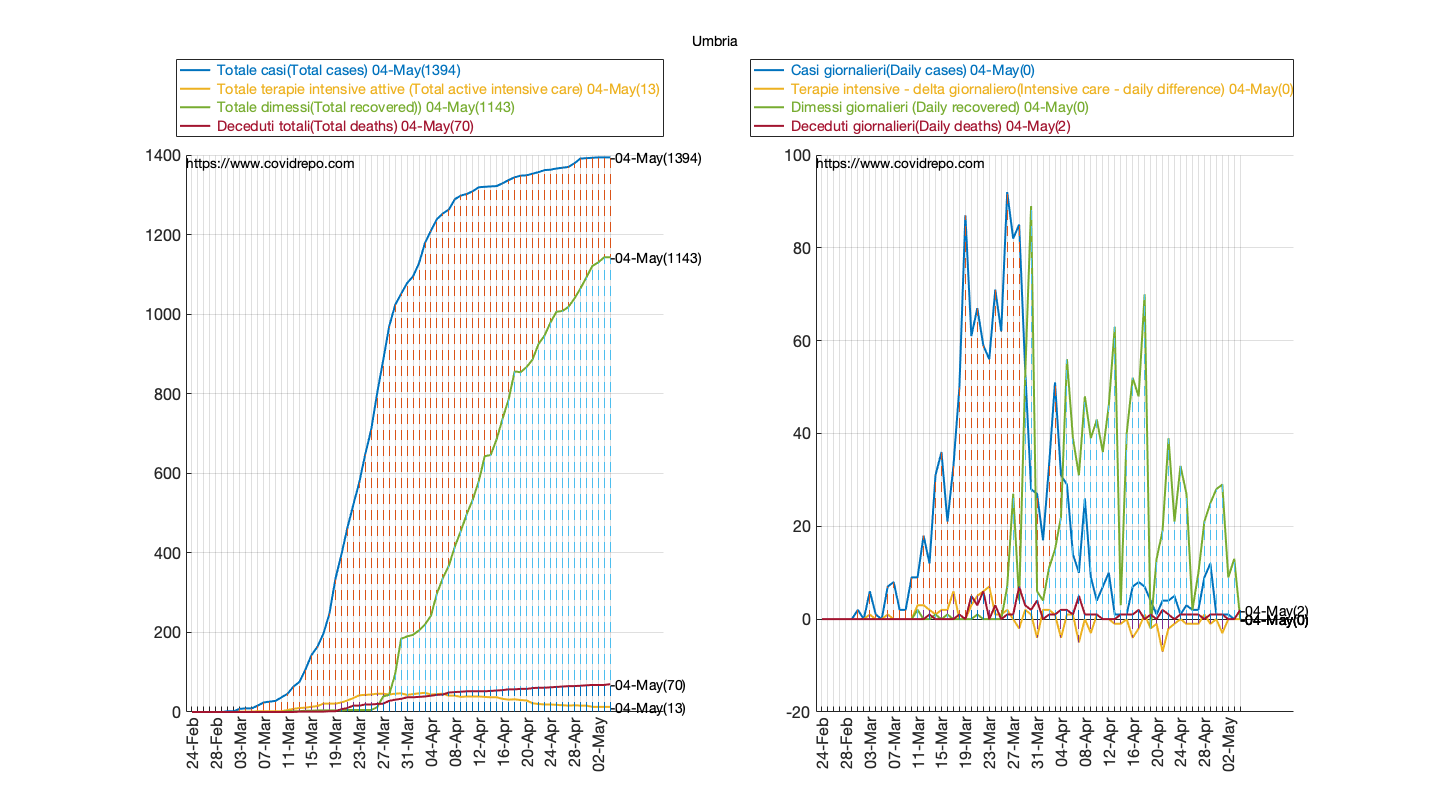 Umbria
Totale casi(Total cases) 04-May(1394)
Totale terapie intensive attive (Total active intensive care) 04-May(13)
Totale dimessi(Total recovered)) 04-May(1143)
Deceduti totali(Total deaths) 04-May(70)
https://www.covidrepo.com
1400
1200
1000
800
600
400
200
0
04-May(1394)
04-May(1143)
04-May(70)
04-May(13)
24-Feb
28-Feb
03-Mar
07-Mar
11-Mar
15-Mar
19-Mar
23-Mar
27-Mar
31-Mar
04-Apr
08-Apr
12-Apr
16-Apr
20-Apr
24-Apr
28-Apr
02-May
Casi giornalieri(Daily cases) 04-May(0)
Terapie intensive - delta giornaliero(Intensive care - daily difference) 04-May(0)
Dimessi giornalieri (Daily recovered) 04-May(0)
Deceduti giornalieri(Daily deaths) 04-May(2)
https://www.covidrepo.com
100
80
60
40
20
0
-20
04-May(2)
04-May(0)
24-Feb
28-Feb
03-Mar
07-Mar
11-Mar
15-Mar
19-Mar
23-Mar
27-Mar
31-Mar
04-Apr
08-Apr
12-Apr
16-Apr
20-Apr
24-Apr
28-Apr
02-May